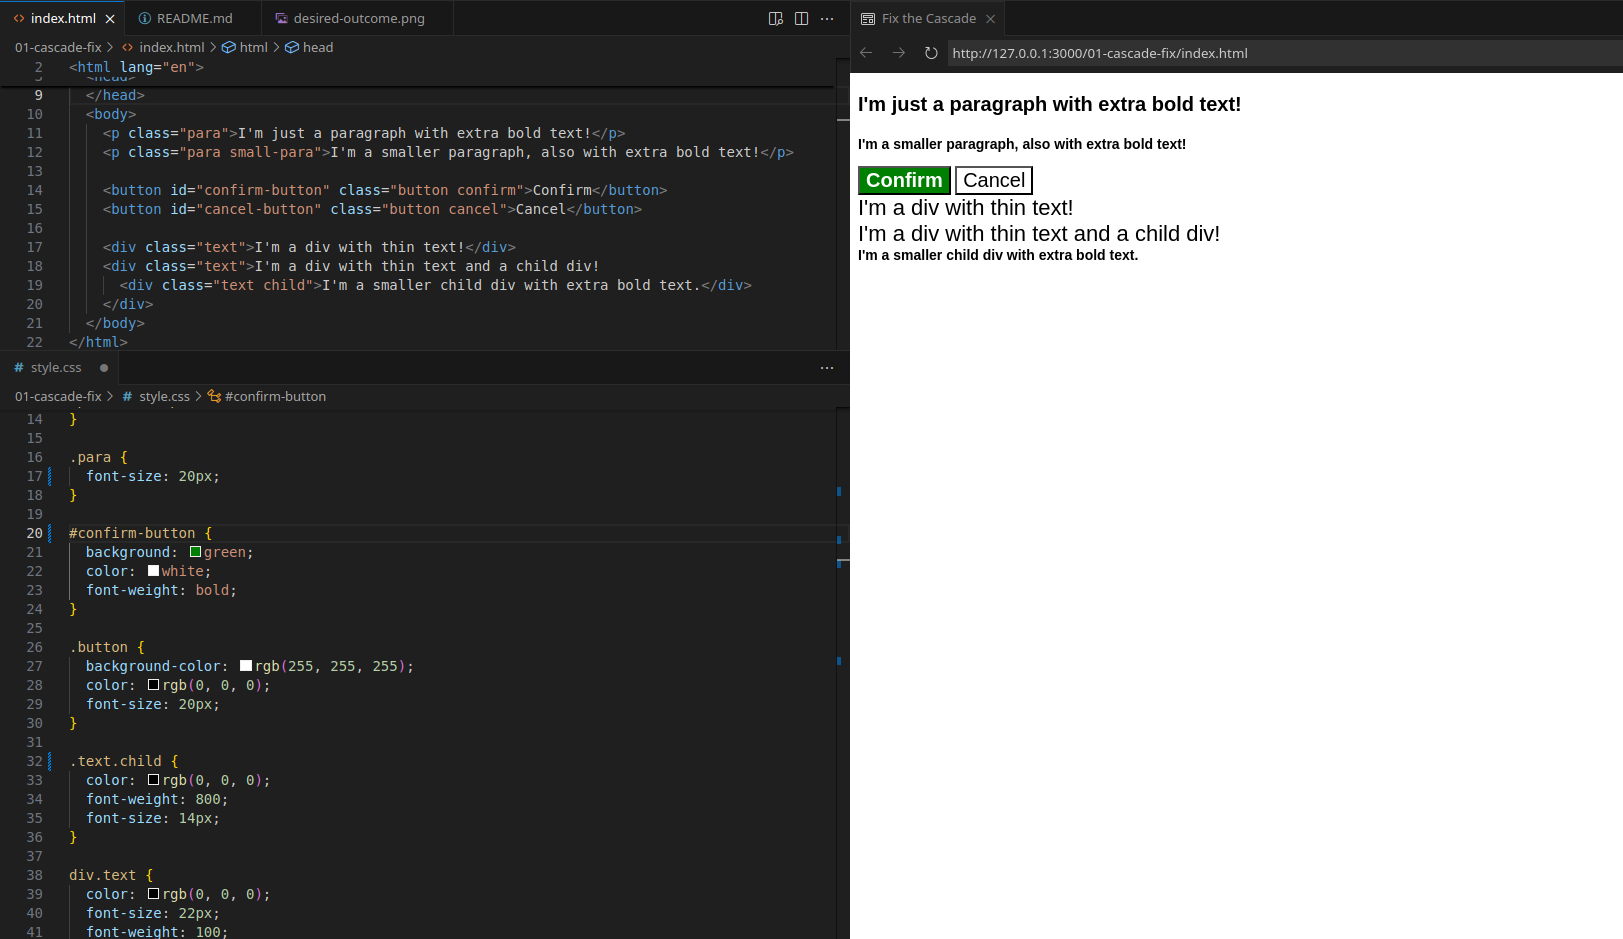 index.html
README.md
desired-outcome.png
01-cascade-fix > index.html > html > head
2 <html lang="en">
3 <head>
9 </head>
10 <body>
11 <p class="para">I'm just a paragraph with extra bold text!</p>
12 <p class="para small-para">I'm a smaller paragraph, also with extra bold text!</p>
13
14 <button id="confirm-button" class="button confirm">Confirm</button>
15 <button id="cancel-button" class="button cancel">Cancel</button>
16
17 <div class="text">I'm a div with thin text!</div>
18 <div class="text">I'm a div with thin text and a child div!
19 <div class="text child">I'm a smaller child div with extra bold text.</div>
20 </div>
21 </body>
22 </html>
# style.css
01-cascade-fix > # style.css > #confirm-button
14 }
15
16 .para {
17 font-size: 20px;
18 }
19
20 #confirm-button {
21 background: green;
22 color: white;
23 font-weight: bold;
24 }
25
26 .button {
27 background-color: rgb(255, 255, 255);
28 color: rgb(0, 0, 0);
29 font-size: 20px;
30 }
31
32 .text.child {
33 color: rgb(0, 0, 0);
34 font-weight: 800;
35 font-size: 14px;
36 }
37
38 div.text {
39 color: rgb(0, 0, 0);
40 font-size: 22px;
41 font-weight: 100;
Fix the Cascade
http://127.0.0.1:3000/01-cascade-fix/index.html
I'm just a paragraph with extra bold text!
I'm a smaller paragraph, also with extra bold text!
Confirm Cancel
I'm a div with thin text!
I'm a div with thin text and a child div!
I'm a smaller child div with extra bold text.